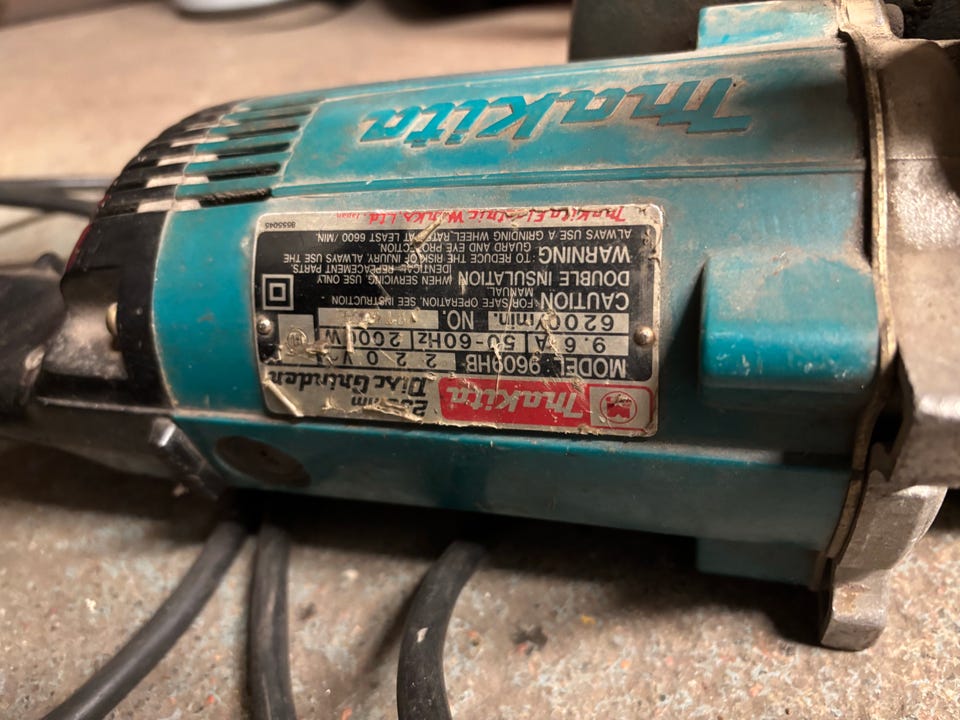 makita Disc Grinder
MODEL 9609HB- 220V
9.6A 50-60Hz 2000W
6200/min. NO.
CAUTION : FOR SAFE OPERATION, SEE INSTRUCTION
MANUAL.
DOUBLE INSULATION : WHEN SERVICING, USE ONLY
IDENTICAL REPLACEMENT PARTS.
WARNING : TO REDUCE THE RISK OF INJURY, ALWAYS USE
GUARD AND EYE PROTECTION.
ALWAYS USE A GRINDING WHEEL RATED AT LEAST 6600 /MIN.
Makita Electric Works, Ltd. Japan
makita